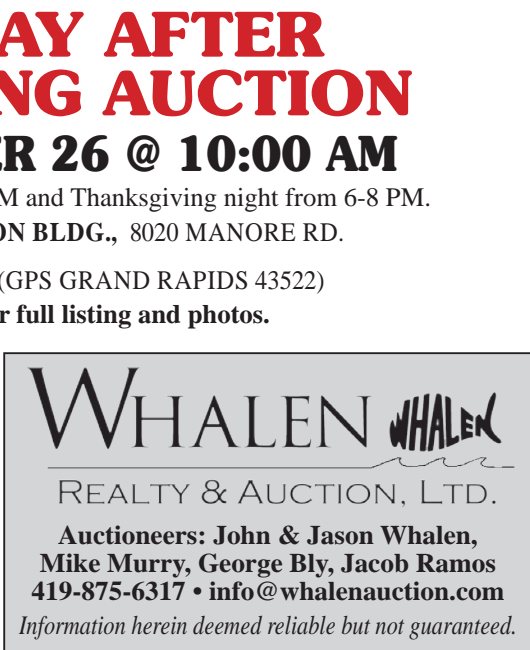 AY AFTER
NG AUCTION
ER 26 @ 10:00 AM
M and Thanksgiving night from 6-8 PM.
ON BLDG., 8020 MANORE RD.
(GPS GRAND RAPIDS 43522)
r full listing and photos.
WHALEN WHALEN
REALTY & AUCTION, LTD.
Auctioneers: John & Jason Whalen,
Mike Murry, George Bly, Jacob Ramos
419-875-6317 • info@whalenauction.com
Information herein deemed reliable but not guaranteed.